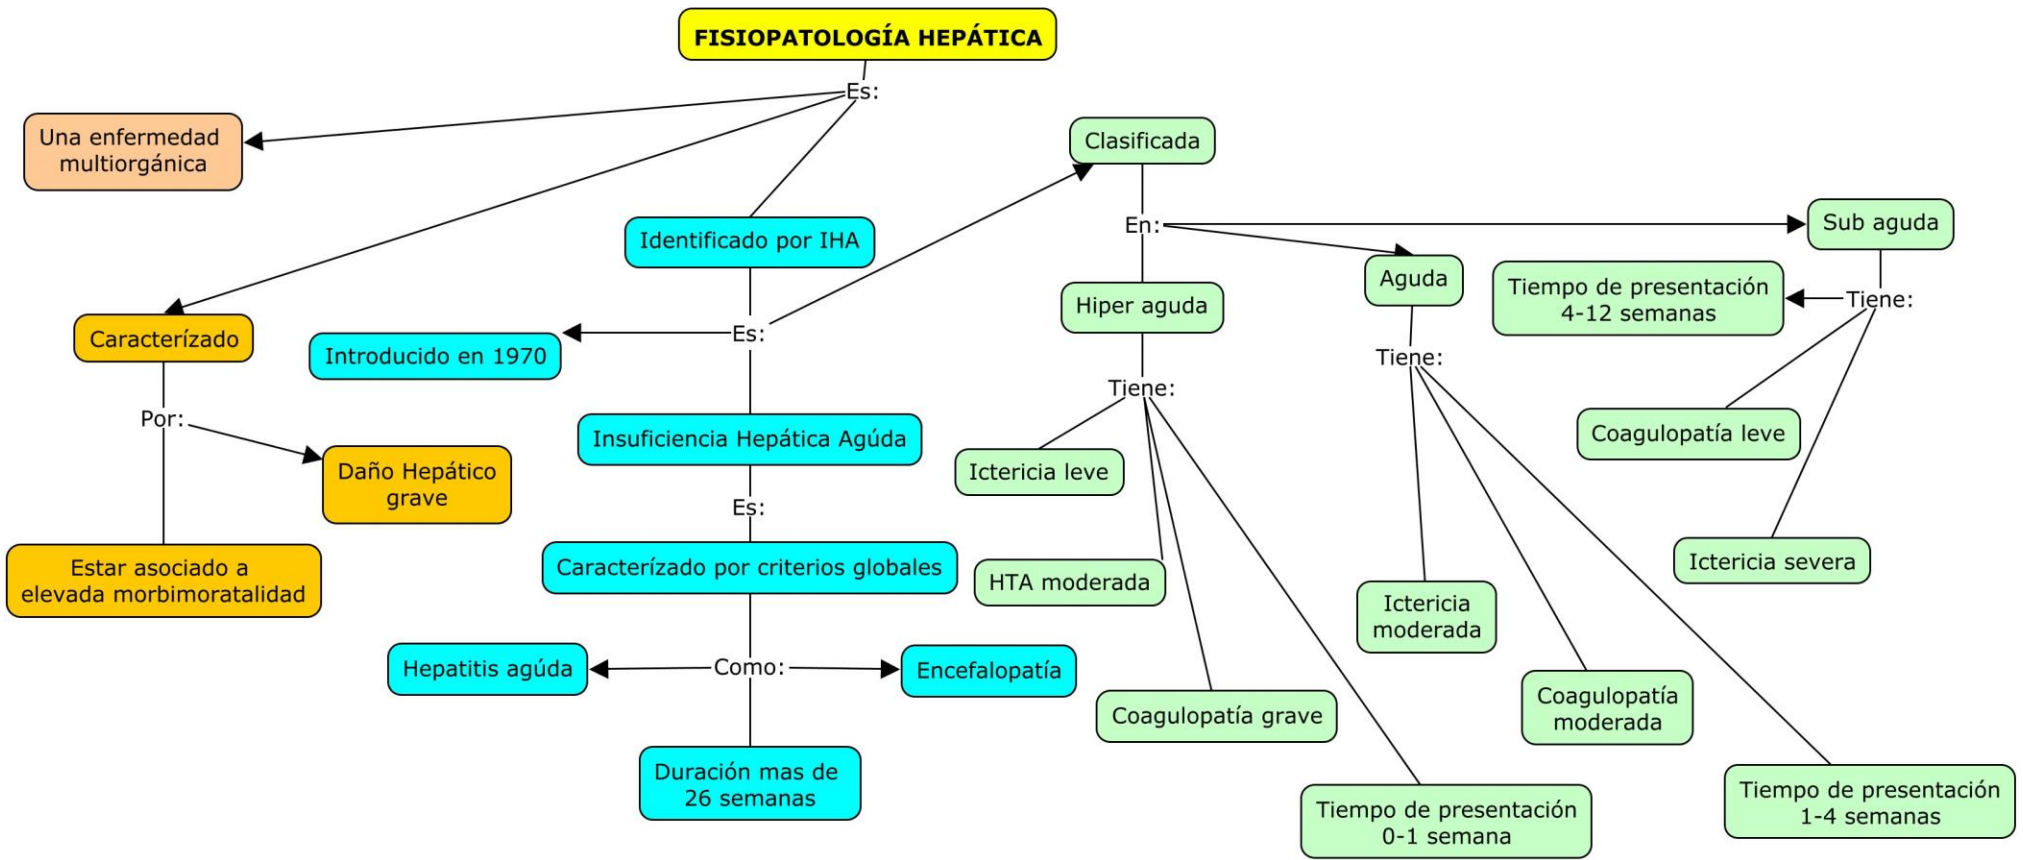 FISIOPATOLOGÍA HEPÁTICA
Es:
Una enfermedad
multiorgánica
Caracterízado
Por:
Daño Hepático
grave
Estar asociado a
elevada morbimoratalidad
Identificado por IHA
Es:
Introducido en 1970
Insuficiencia Hepática Agúda
Es:
Caracterízado por criterios globales
Como:
Hepatitis agúda
Encefalopatía
Duración mas de
26 semanas
Clasificada
En:
Hiper aguda
Tiene:
Ictericia leve
HTA moderada
Coagulopatía grave
Tiempo de presentación
0-1 semana
Aguda
Tiene:
Ictericia
moderada
Coagulopatía
moderada
Tiempo de presentación
1-4 semanas
Sub aguda
Tiene:
Tiempo de presentación
4-12 semanas
Coagulopatía leve
Ictericia severa